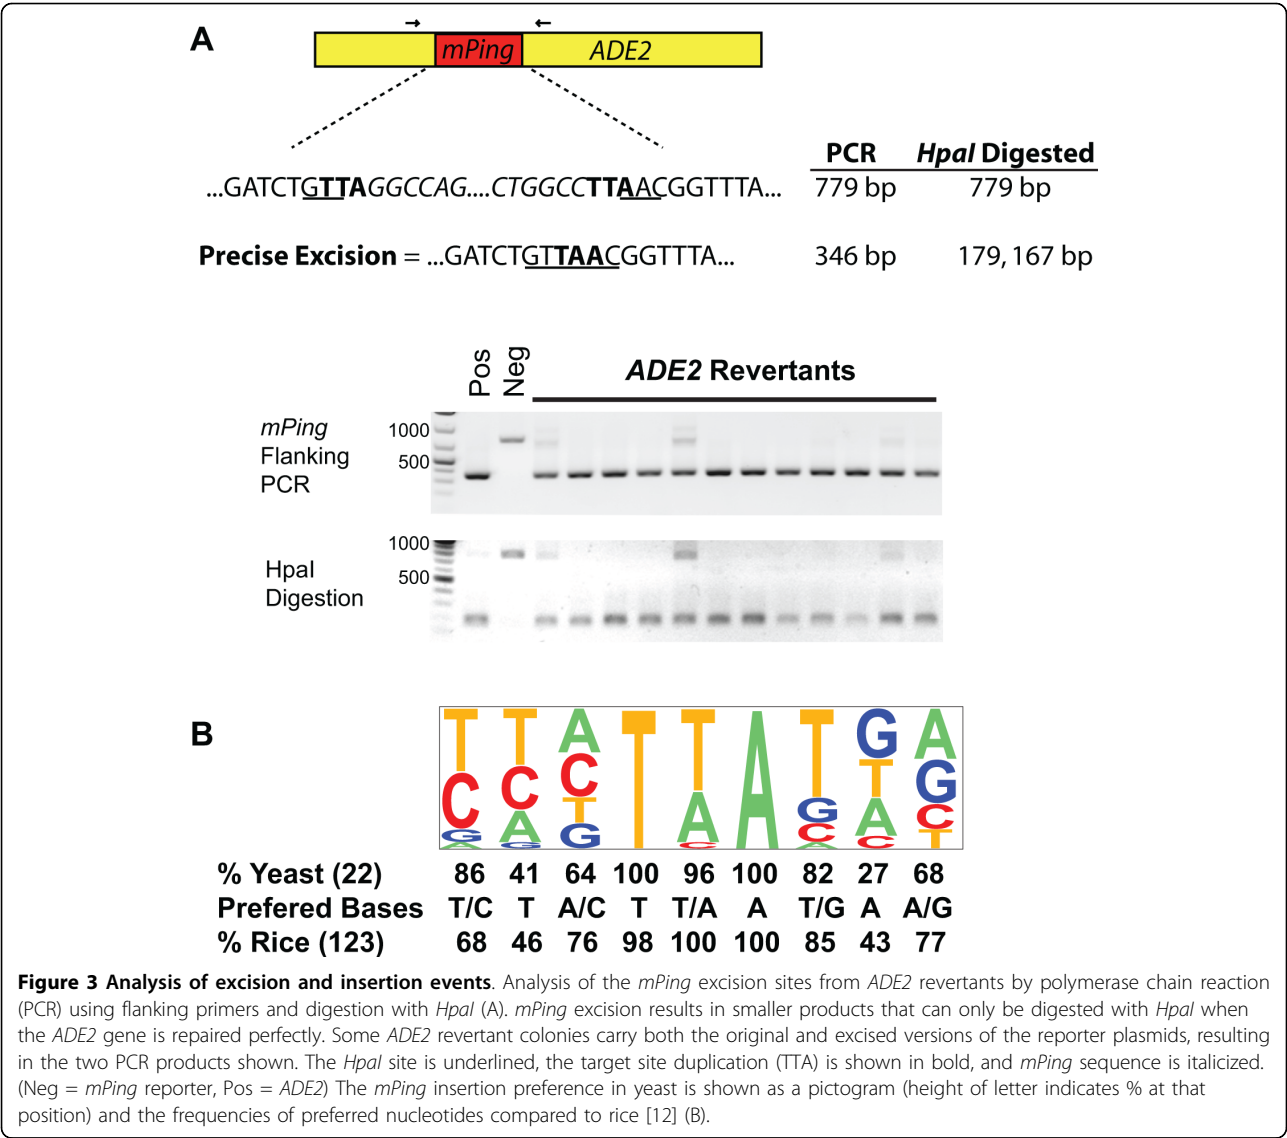 A
→ ←
mPing ADE2
PCR HpaI Digested
...GATCTGTTAGGCCAG....CTGGCCTTAACGGTTTA... 779 bp 779 bp
Precise Excision = ...GATCTGTTAACGGTTTA... 346 bp 179, 167 bp
Pos Neg ADE2 Revertants
mPing
Flanking
PCR
1000
500
HpaI
Digestion
1000
500
B
T T A T T A T G A
C C C A G T G
G A T C C A C
A G G A C T
% Yeast (22) 86 41 64 100 96 100 82 27 68
Prefered Bases T/C T A/C T T/A A T/G A A/G
% Rice (123) 68 46 76 98 100 100 85 43 77
Figure 3 Analysis of excision and insertion events. Analysis of the mPing excision sites from ADE2 revertants by polymerase chain reaction
(PCR) using flanking primers and digestion with HpaI (A). mPing excision results in smaller products that can only be digested with HpaI when
the ADE2 gene is repaired perfectly. Some ADE2 revertant colonies carry both the original and excised versions of the reporter plasmids, resulting
in the two PCR products shown. The HpaI site is underlined, the target site duplication (TTA) is shown in bold, and mPing sequence is italicized.
(Neg = mPing reporter, Pos = ADE2) The mPing insertion preference in yeast is shown as a pictogram (height of letter indicates % at that
position) and the frequencies of preferred nucleotides compared to rice [12] (B).